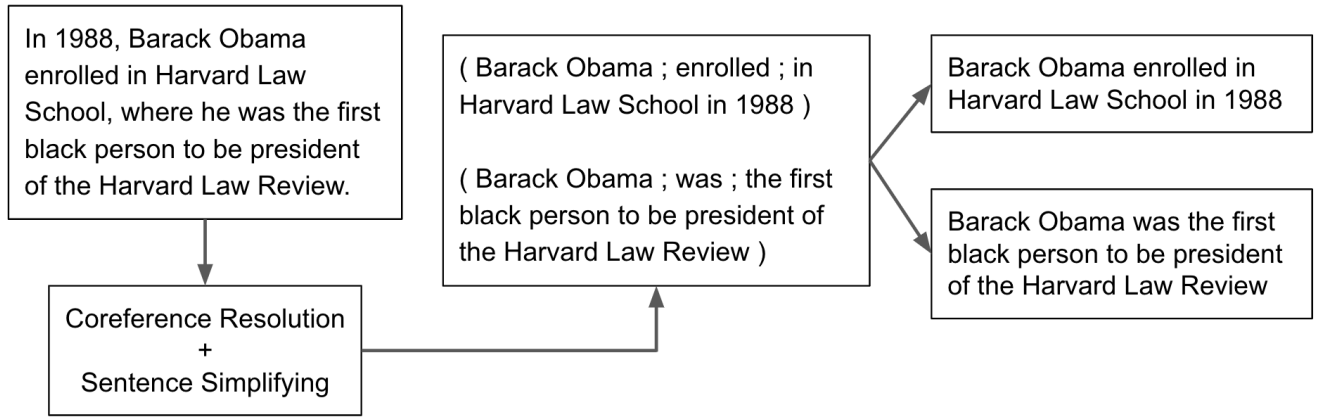 In 1988, Barack Obama
enrolled in Harvard Law
School, where he was the first
black person to be president
of the Harvard Law Review.
Coreference Resolution
+
Sentence Simplifying
( Barack Obama ; enrolled ; in
Harvard Law School in 1988 )
( Barack Obama ; was ; the first
black person to be president of
the Harvard Law Review )
Barack Obama enrolled in
Harvard Law School in 1988
Barack Obama was the first
black person to be president
of the Harvard Law Review